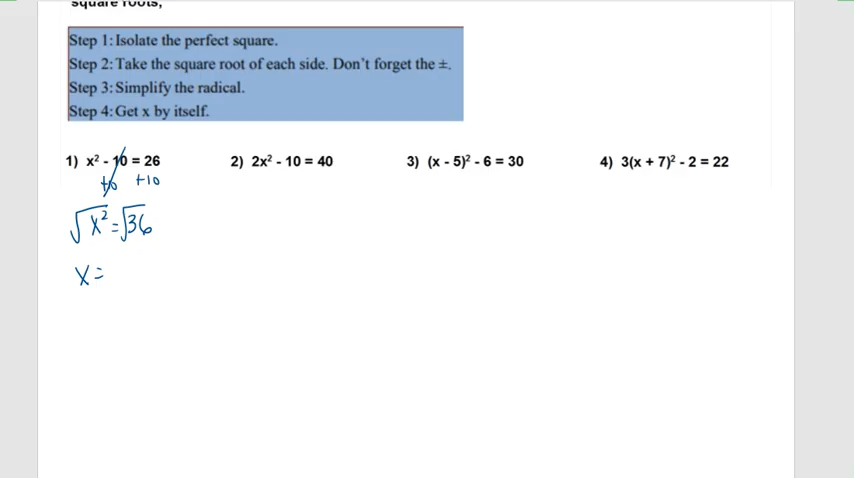 square roots,
Step 1: Isolate the perfect square.
Step 2: Take the square root of each side. Don't forget the ±.
Step 3: Simplify the radical.
Step 4: Get x by itself.
1) x² - 10 = 26 2) 2x² - 10 = 40 3) (x - 5)² - 6 = 30 4) 3(x + 7)² - 2 = 22
+10 +10
√x² = √36
x =